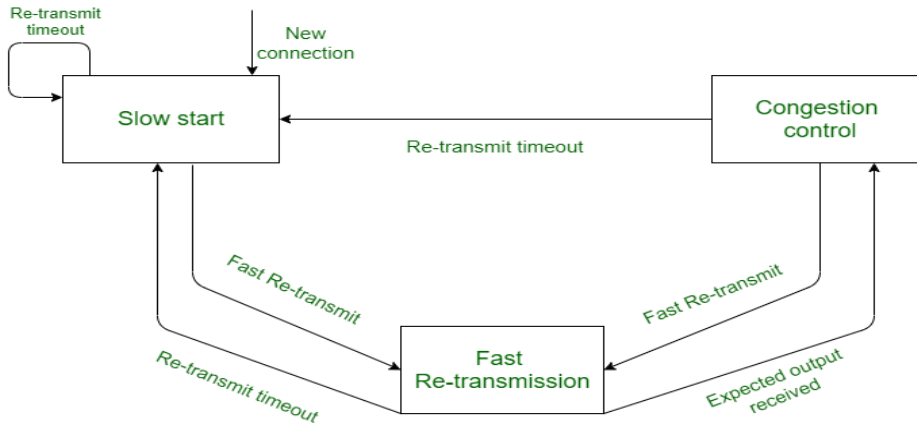 Re-transmit
timeout
New
connection
Slow start
Congestion
control
Re-transmit timeout
Fast Re-transmit
Fast Re-transmit
Fast
Re-transmission
Re-transmit timeout
Expected output
received